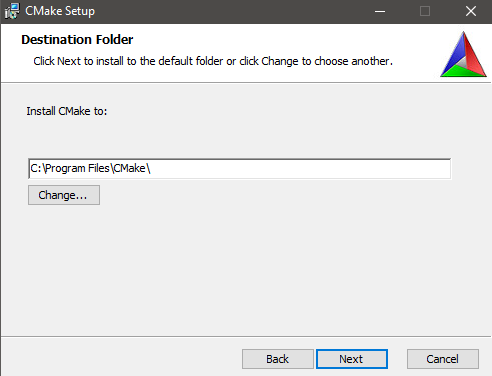 CMake Setup
Destination Folder
Click Next to install to the default folder or click Change to choose another.
Install CMake to:
C:\Program Files\CMake\
Change...
Back Next Cancel